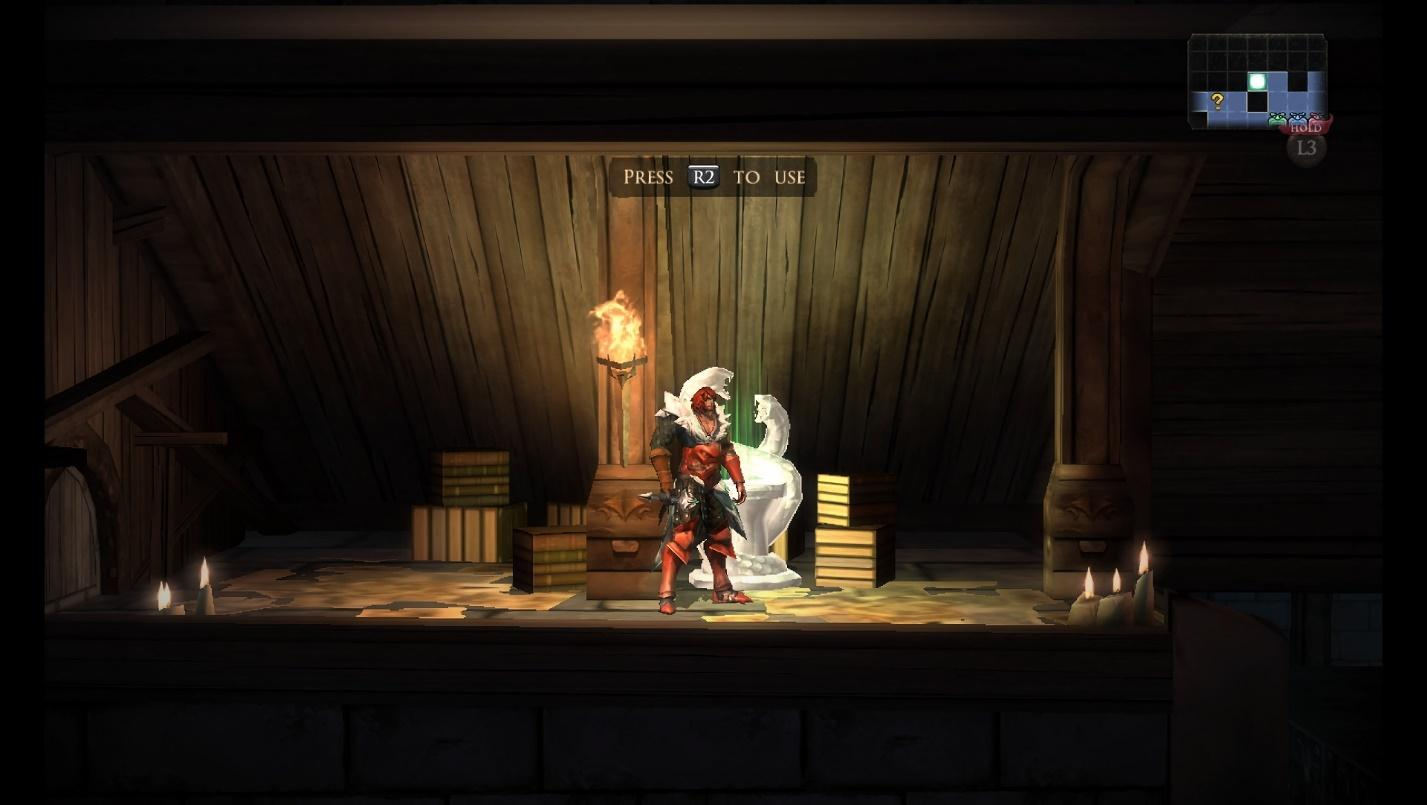 PRESS R2 TO USE
?
HOLD
L3